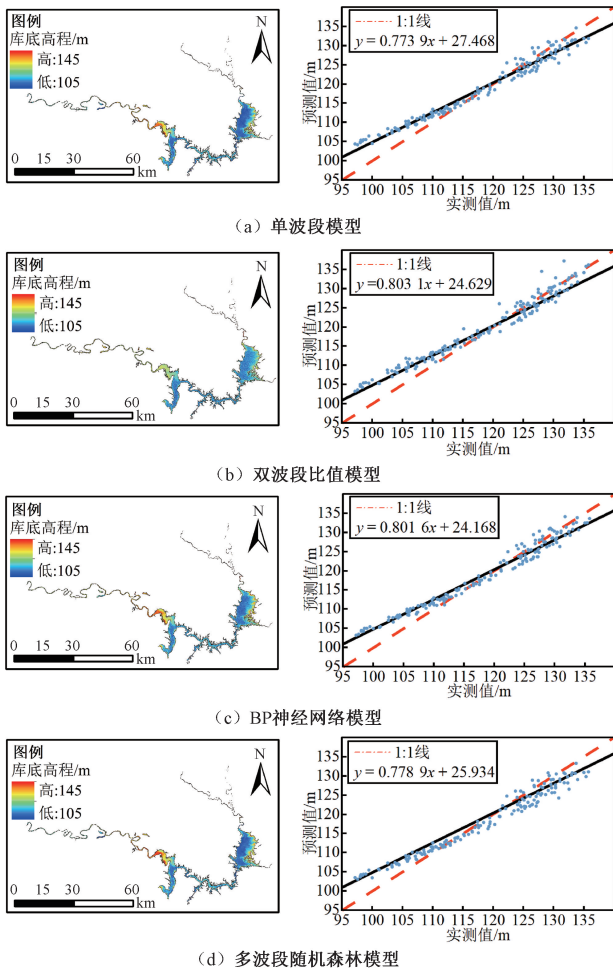 图例
库底高程/m
高:145
低:105
N
0 15 30 60
km
1:1线
y = 0.773 9x + 27.468
预测值/m
135
130
125
120
115
110
105
100
95
95 100 105 110 115 120 125 130 135
实测值/m
(a) 单波段模型
图例
库底高程/m
高:145
低:105
N
0 15 30 60
km
1:1线
y = 0.803 1x + 24.629
预测值/m
135
130
125
120
115
110
105
100
95
95 100 105 110 115 120 125 130 135
实测值/m
(b) 双波段比值模型
图例
库底高程/m
高:145
低:105
N
0 15 30 60
km
1:1线
y = 0.801 6x + 24.168
预测值/m
135
130
125
120
115
110
105
100
95
95 100 105 110 115 120 125 130 135
实测值/m
(c) BP神经网络模型
图例
库底高程/m
高:145
低:105
N
0 15 30 60
km
1:1线
y = 0.778 9x + 25.934
预测值/m
135
130
125
120
115
110
105
100
95
95 100 105 110 115 120 125 130 135
实测值/m
(d) 多波段随机森林模型